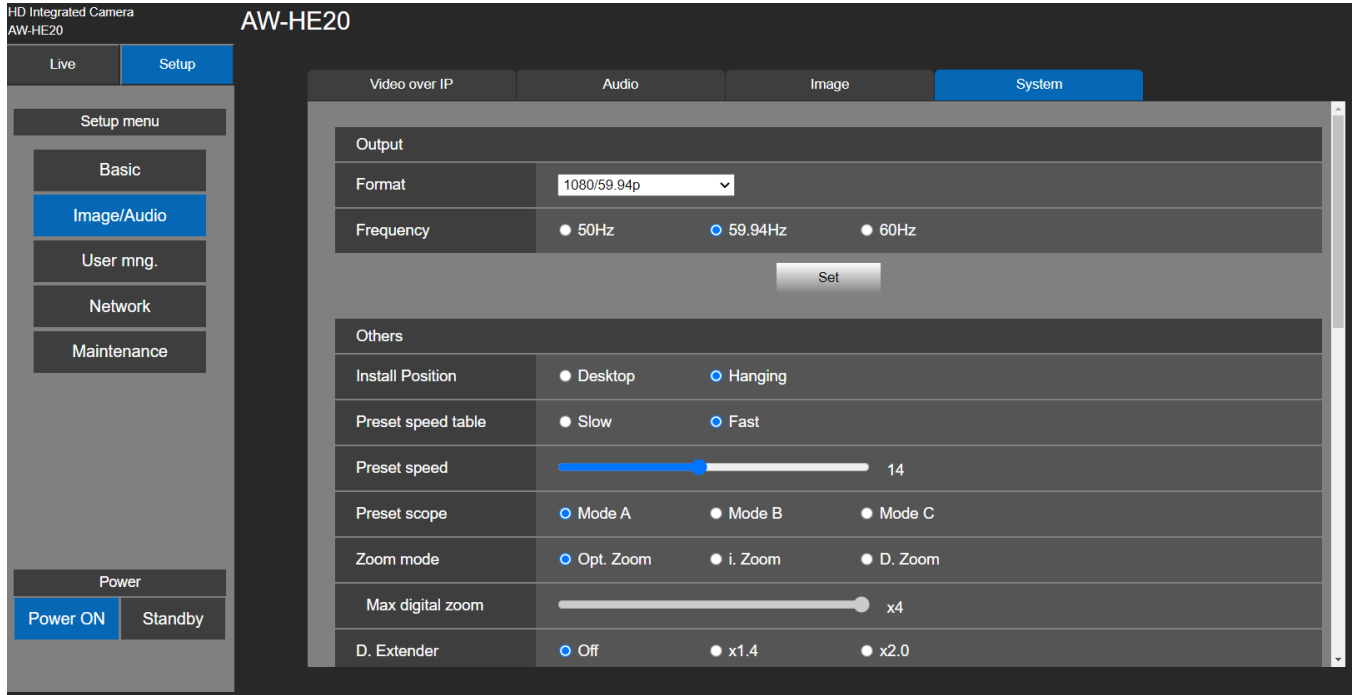 HD Integrated Camera
AW-HE20
AW-HE20
Live Setup
Video over IP Audio Image System
Setup menu
Basic
Image/Audio
User mng.
Network
Maintenance
Output
Format 1080/59.94p
Frequency 50Hz 59.94Hz 60Hz
Set
Others
Install Position Desktop Hanging
Preset speed table Slow Fast
Preset speed 14
Preset scope Mode A Mode B Mode C
Zoom mode Opt. Zoom i. Zoom D. Zoom
Max digital zoom x4
D. Extender Off x1.4 x2.0
Power
Power ON Standby